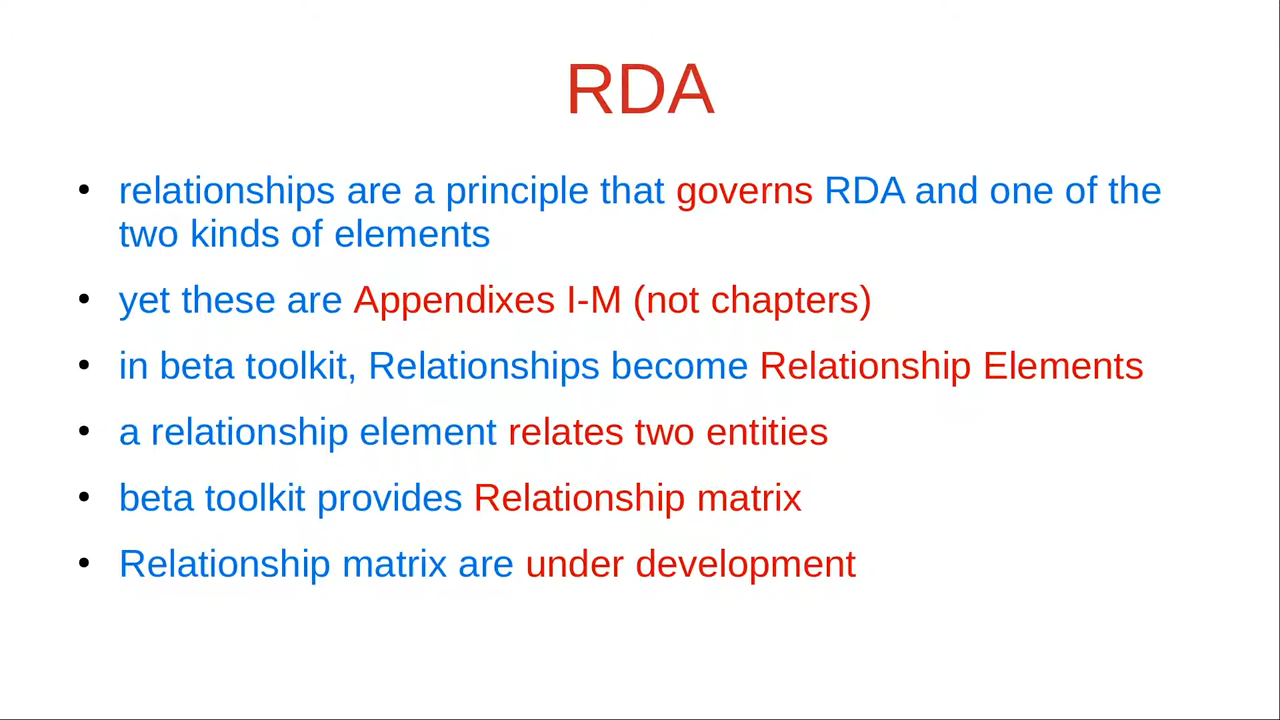 RDA
• relationships are a principle that governs RDA and one of the
two kinds of elements
• yet these are Appendixes I-M (not chapters)
• in beta toolkit, Relationships become Relationship Elements
• a relationship element relates two entities
• beta toolkit provides Relationship matrix
• Relationship matrix are under development